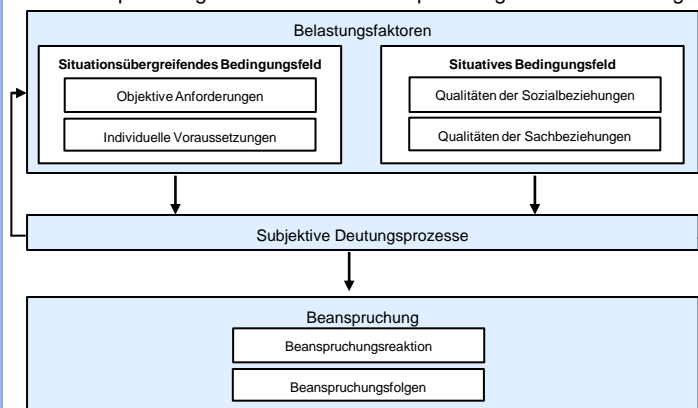 Belastungsfaktoren
Situationsübergreifendes Bedingungsfeld
Objektive Anforderungen
Individuelle Voraussetzungen
Situatives Bedingungsfeld
Qualitäten der Sozialbeziehungen
Qualitäten der Sachbeziehungen
Subjektive Deutungsprozesse
Beanspruchung
Beanspruchungsreaktion
Beanspruchungsfolgen